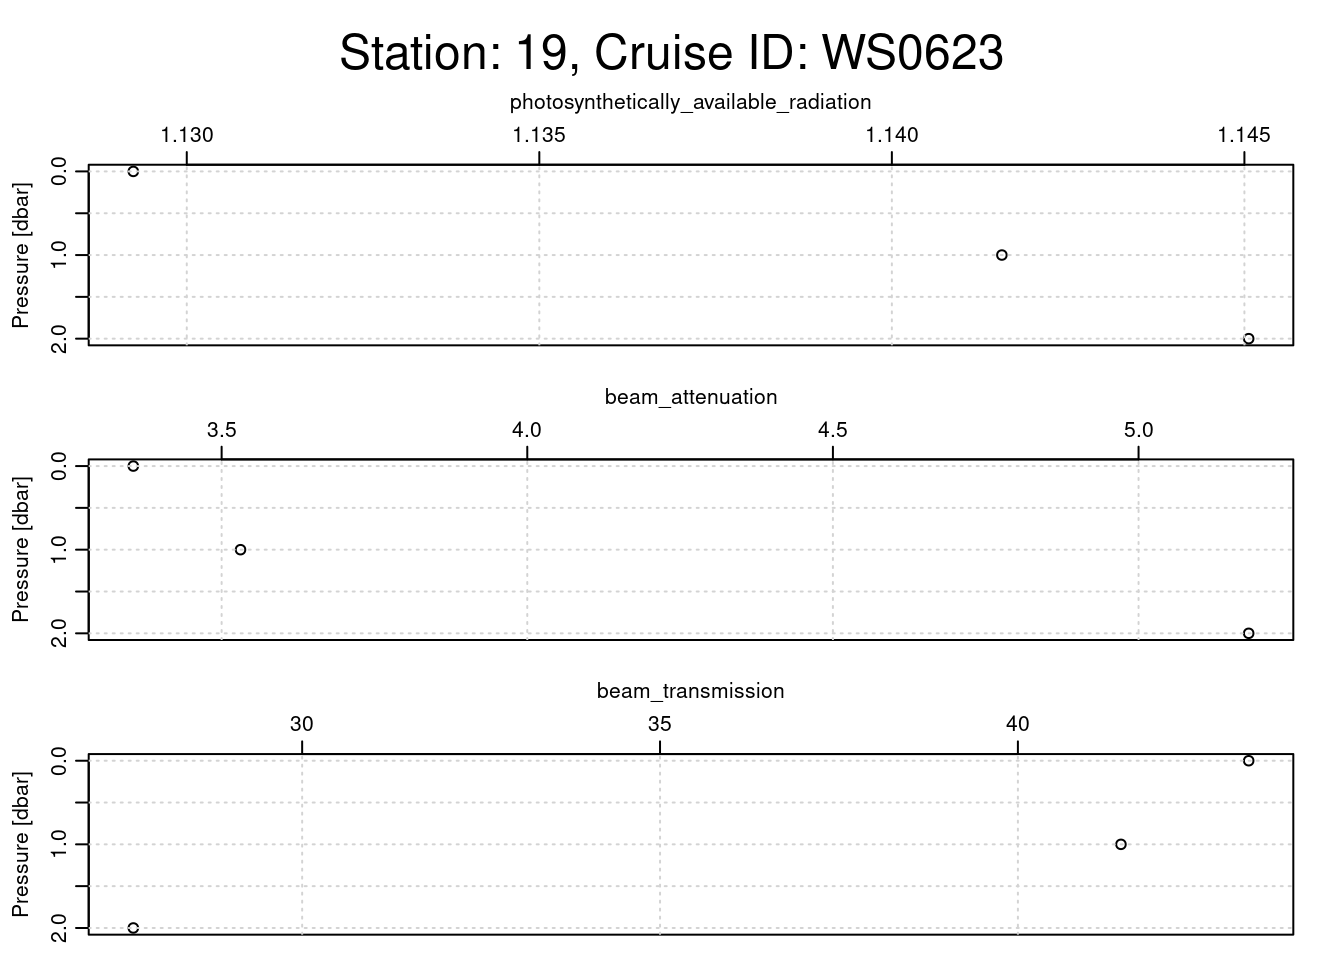 Station: 19, Cruise ID: WS0623
photosynthetically_available_radiation
1.130 1.135 1.140 1.145
Pressure [dbar]
0.0
1.0
2.0
beam_attenuation
3.5 4.0 4.5 5.0
Pressure [dbar]
0.0
1.0
2.0
beam_transmission
30 35 40
Pressure [dbar]
0.0
1.0
2.0